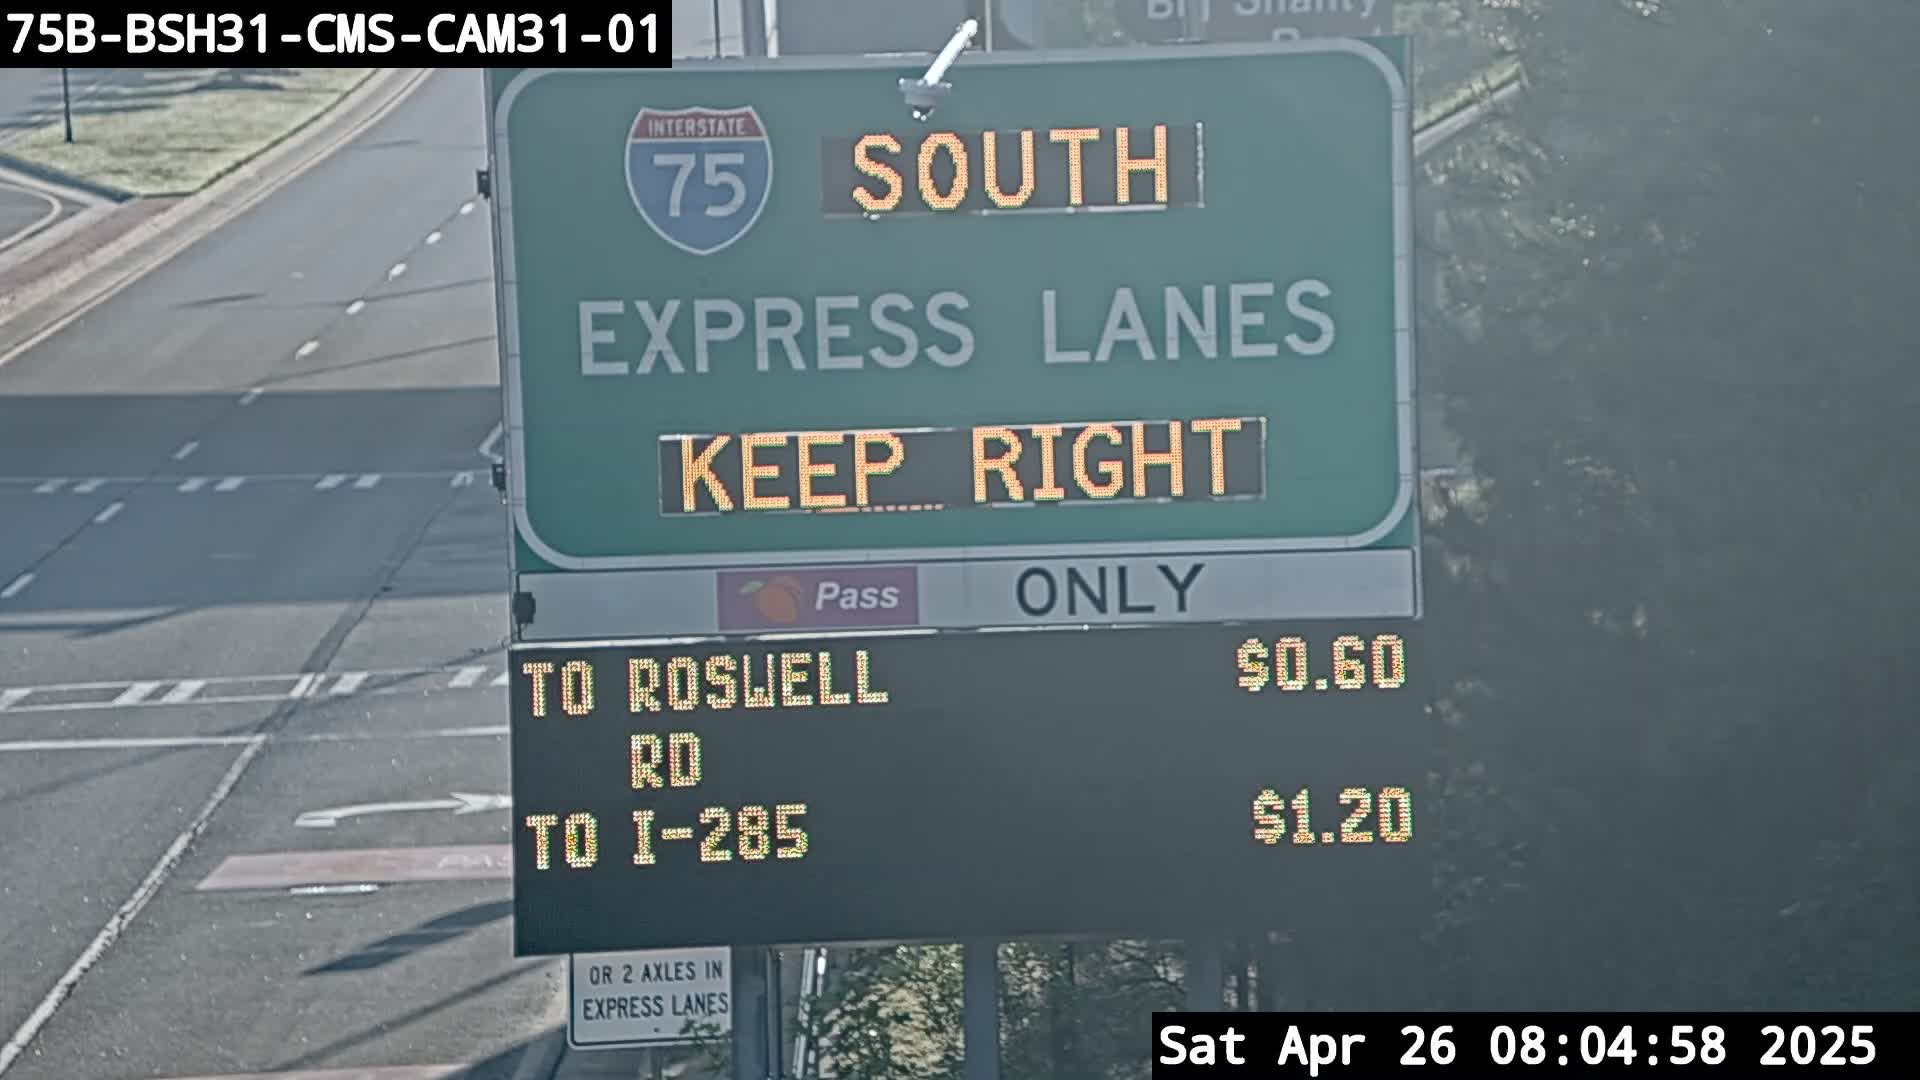 75B-BSH31-CMS-CAM31-01
Shanty
INTERSTATE
75
SOUTH
EXPRESS LANES
KEEP RIGHT
Pass ONLY
TO ROSWELL $0.60
RD
TO I-285 $1.20
OR 2 AXLES IN
EXPRESS LANES
Sat Apr 26 08:04:58 2025